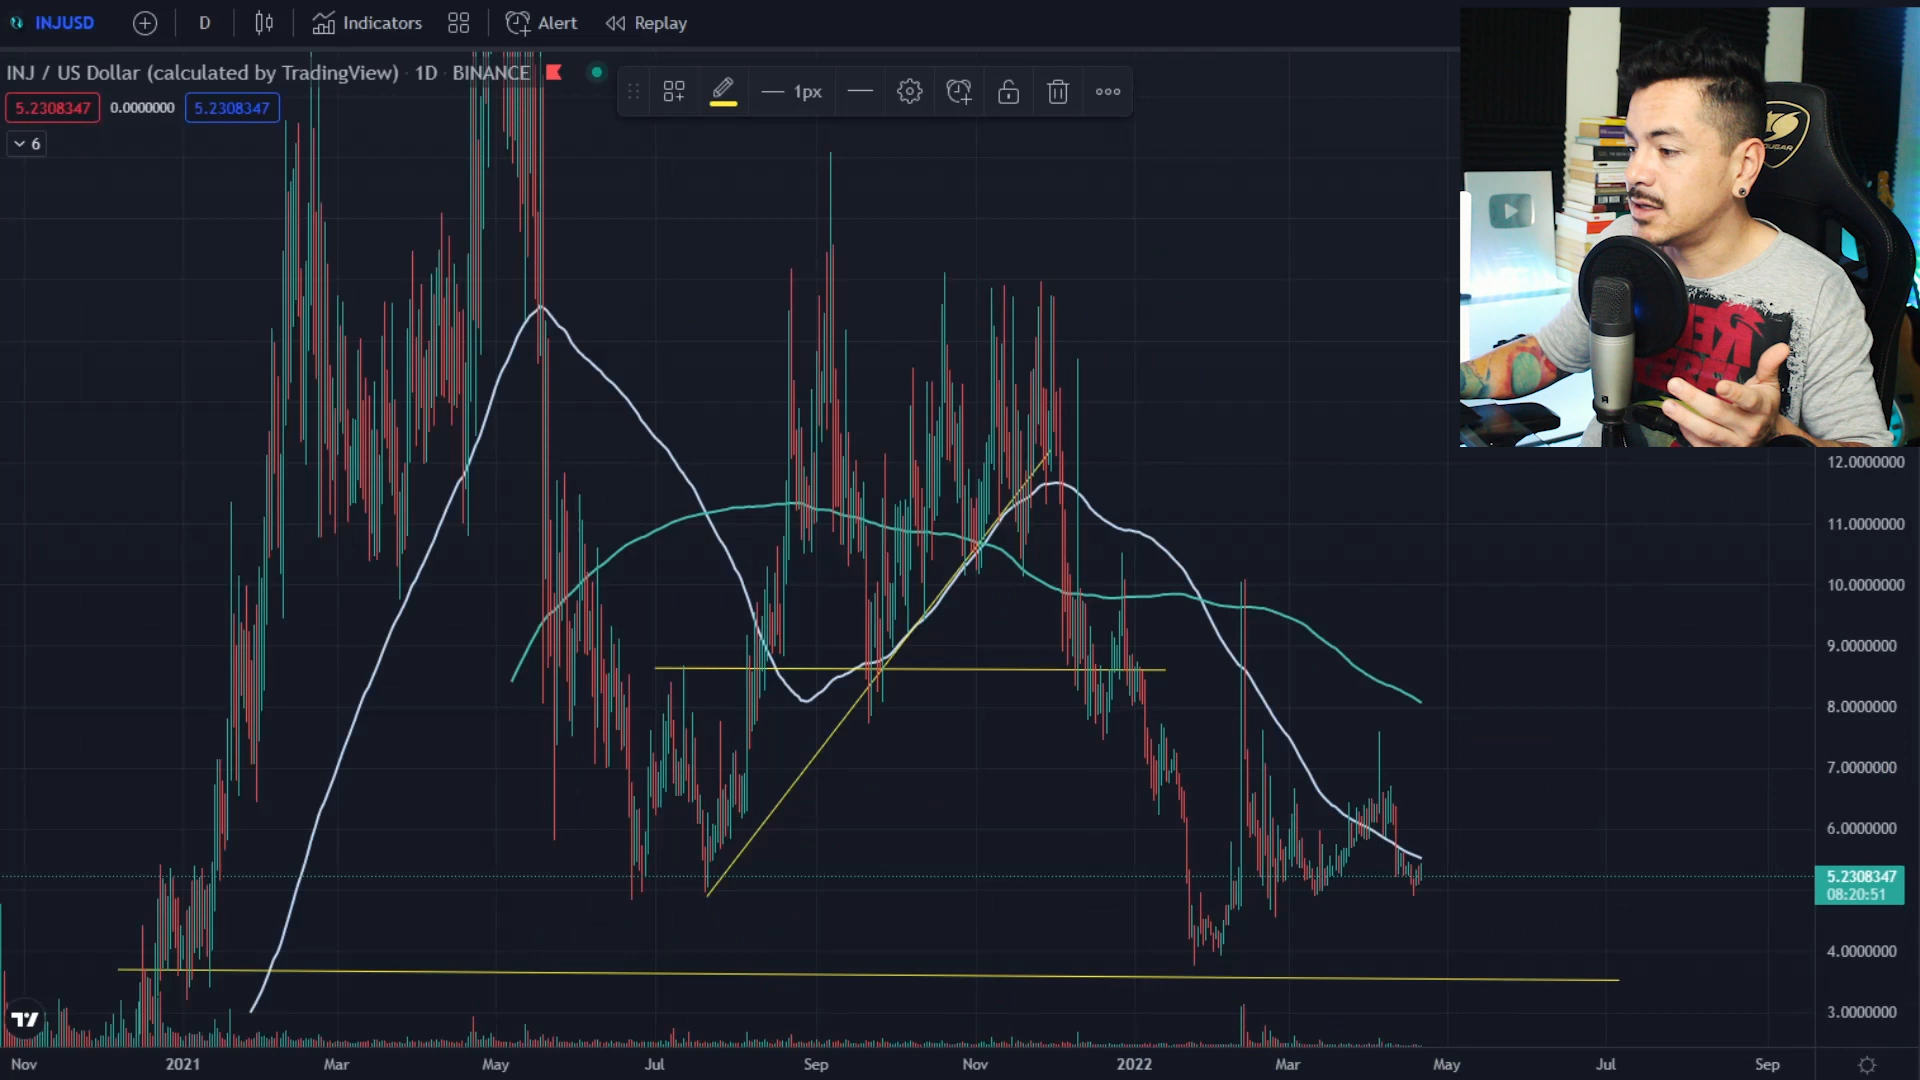 INJUSD D Indicators Alert Replay
INJ / US Dollar (calculated by TradingView) · 1D · BINANCE
5.2308347 0.0000000 5.2308347
1px
6
COUGAR
12.0000000
11.0000000
10.0000000
9.0000000
8.0000000
7.0000000
6.0000000
5.2308347
08:20:51
4.0000000
3.0000000
Nov 2021 Mar May Jul Sep Nov 2022 Mar May Jul Sep